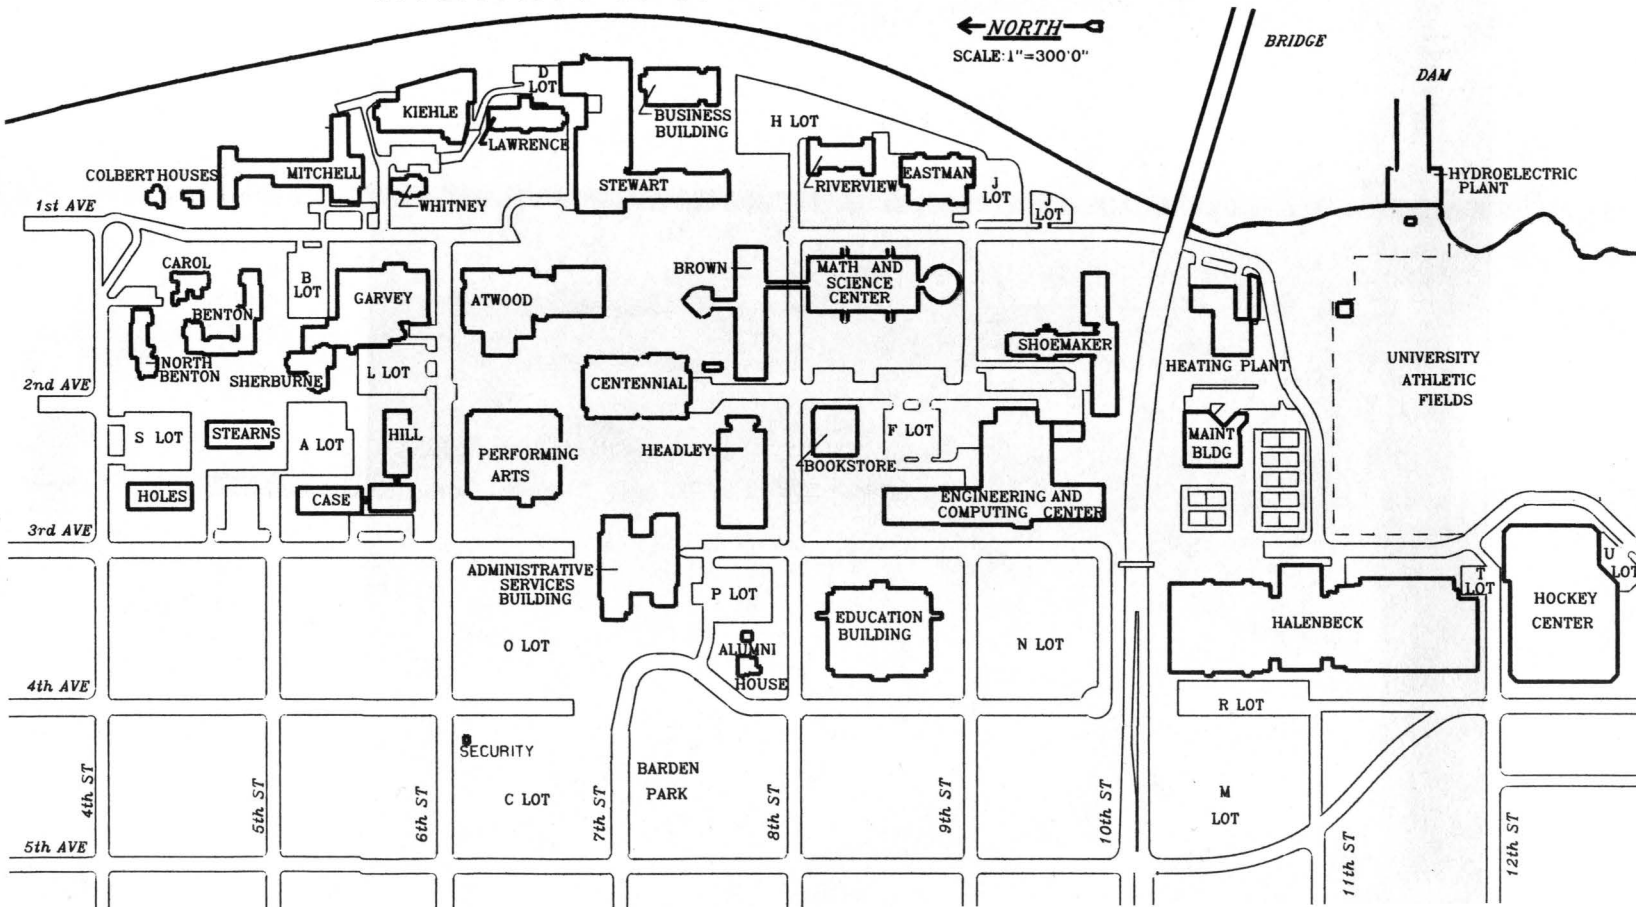 NORTH
SCALE: 1"=300'0"
BRIDGE
DAM
D
LOT
KIEHLE
BUSINESS
BUILDING
LAWRENCE
H LOT
COLBERT HOUSES
MITCHELL
WHITNEY
STEWART
RIVERVIEW
EASTMAN
J
LOT
J
LOT
HYDROELECTRIC
PLANT
1st AVE
CAROL
BENTON
B
LOT
GARVEY
ATWOOD
BROWN
MATH AND
SCIENCE
CENTER
SHOEMAKER
HEATING PLANT
UNIVERSITY
ATHLETIC
FIELDS
NORTH
BENTON
SHERBURNE
L LOT
CENTENNIAL
2nd AVE
S LOT
STEARNS
A LOT
HILL
PERFORMING
ARTS
HEADLEY
BOOKSTORE
F LOT
MAINT
BLDG
HOLES
CASE
ENGINEERING AND
COMPUTING CENTER
3rd AVE
ADMINISTRATIVE
SERVICES
BUILDING
P LOT
EDUCATION
BUILDING
O LOT
ALUMNI
HOUSE
N LOT
HALENBECK
T
LOT
U
LOT
HOCKEY
CENTER
4th AVE
R LOT
SECURITY
C LOT
BARDEN
PARK
M
LOT
4th ST
5th ST
6th ST
7th ST
8th ST
9th ST
10th ST
11th ST
12th ST
5th AVE